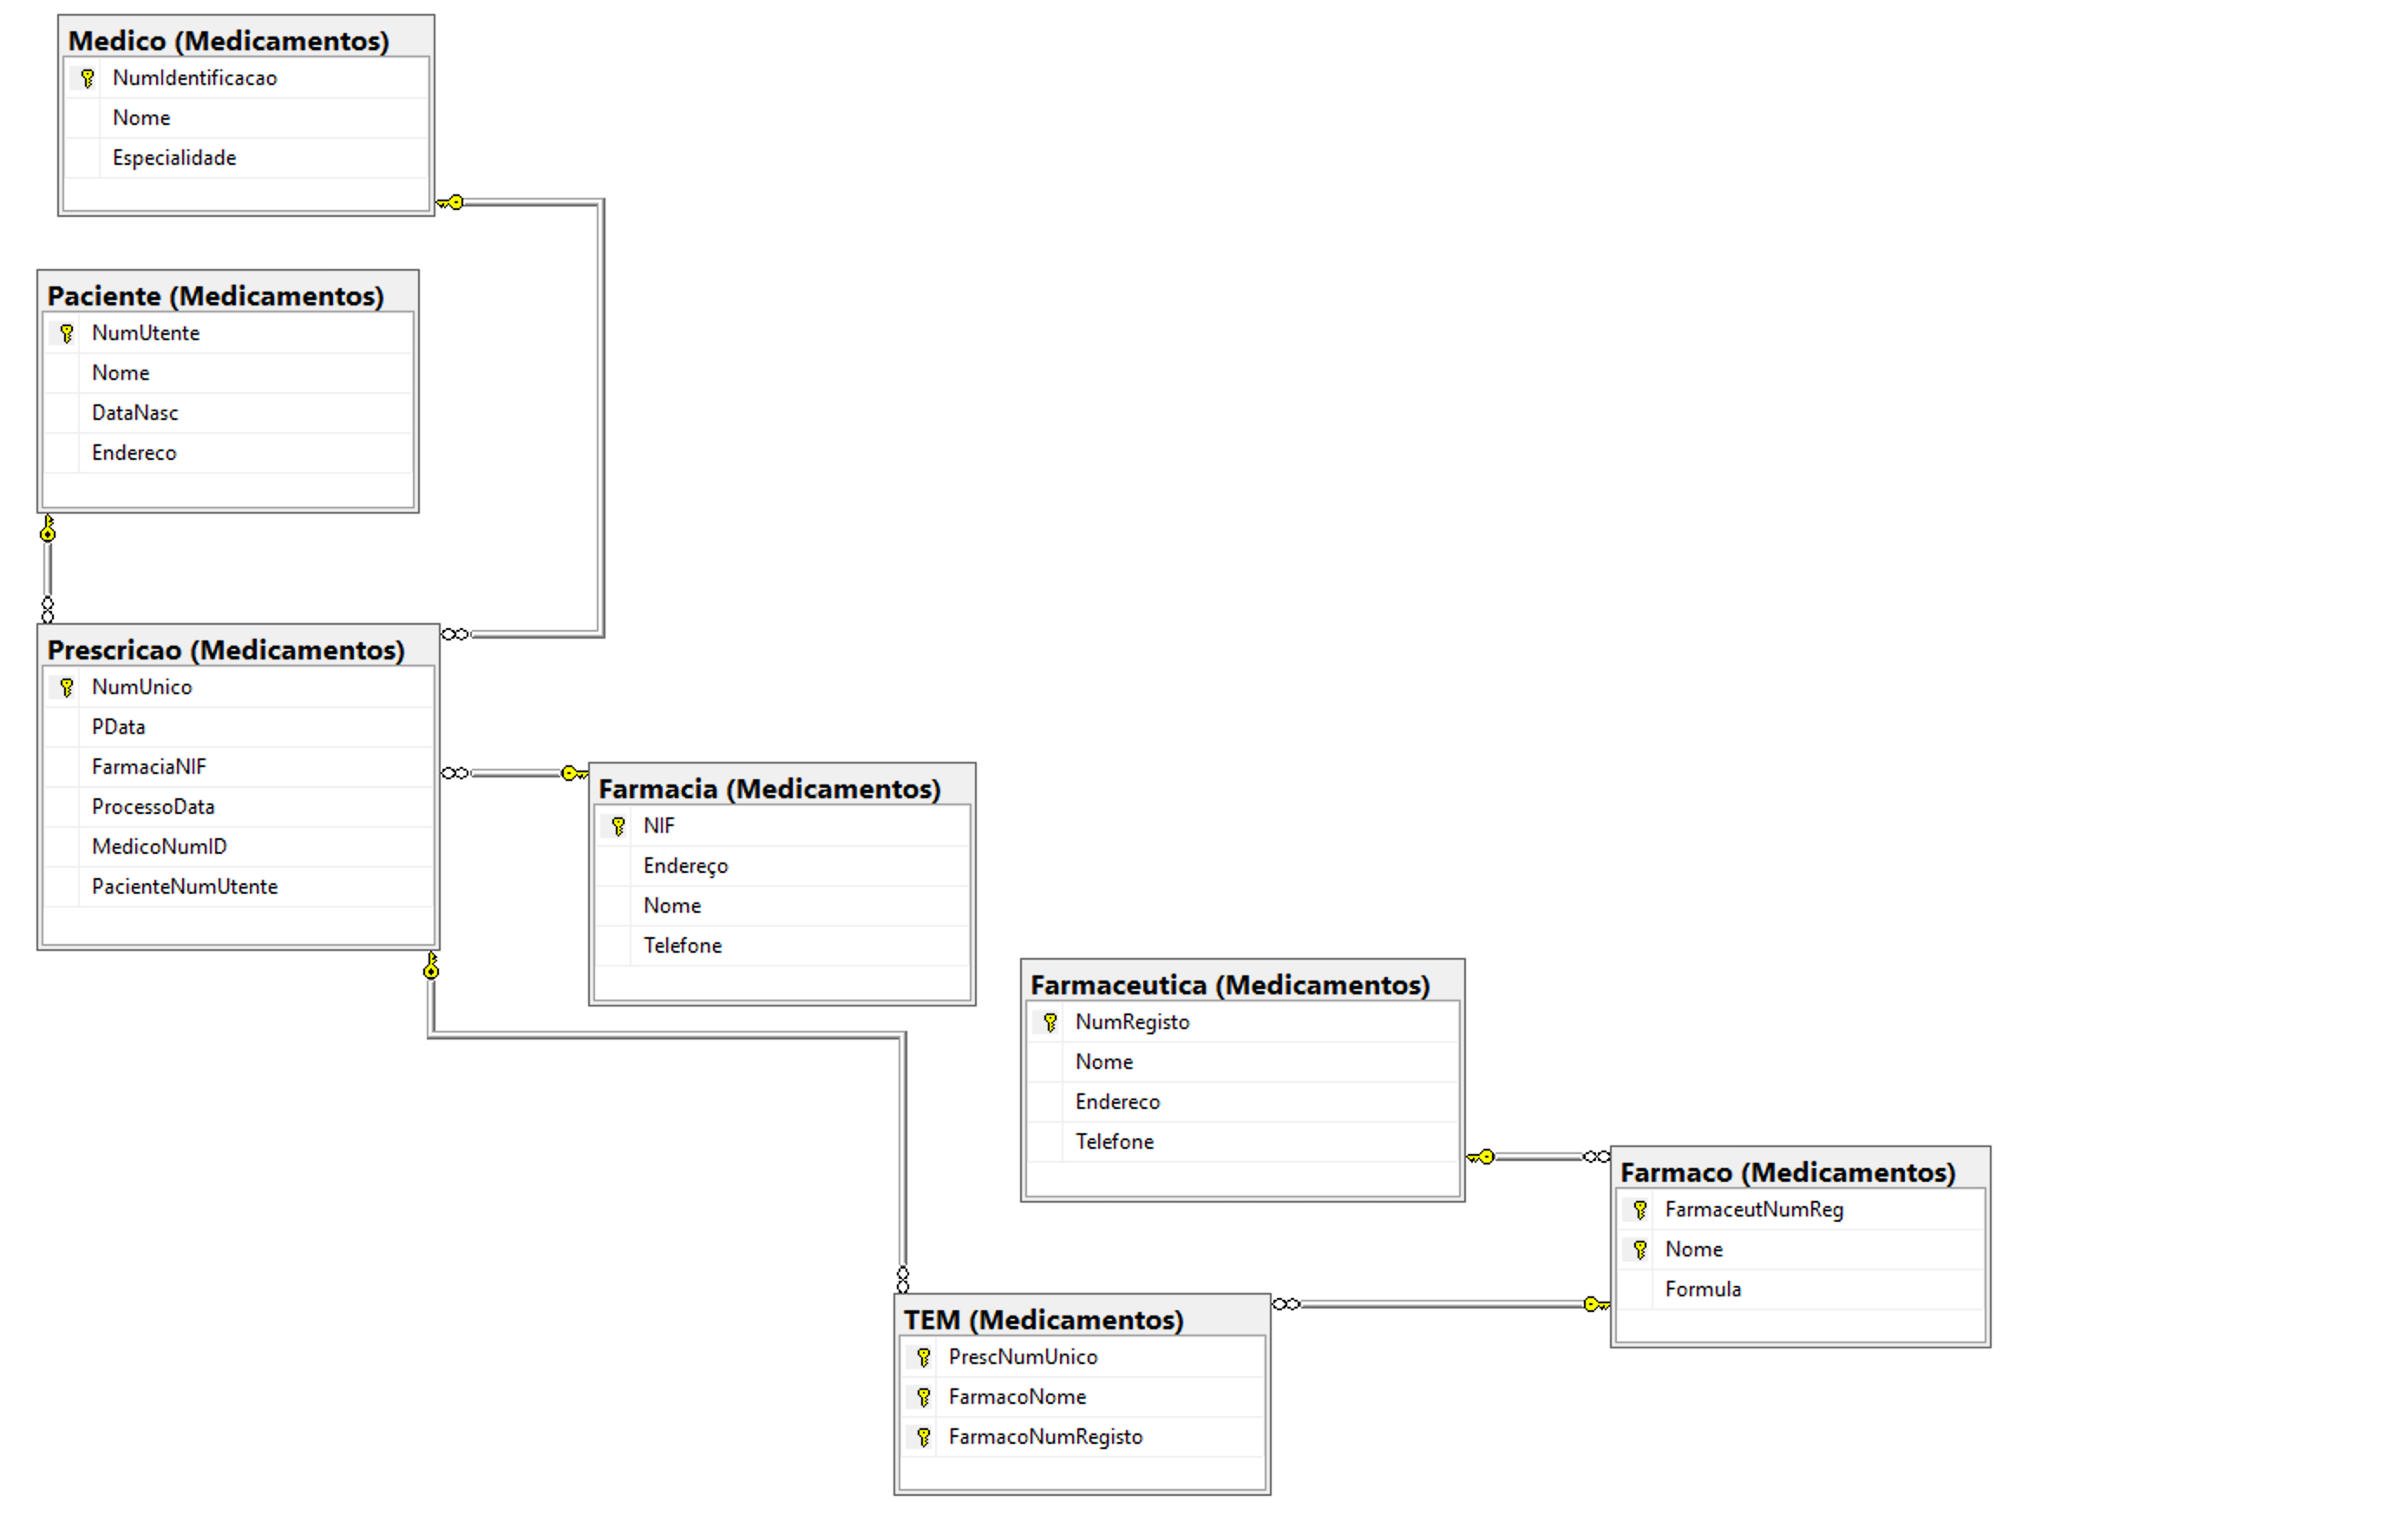 Medico (Medicamentos)
NumIdentificacao
Nome
Especialidade
Paciente (Medicamentos)
NumUtente
Nome
DataNasc
Endereco
Prescricao (Medicamentos)
NumUnico
PData
FarmaciaNIF
ProcessoData
MedicoNumID
PacienteNumUtente
Farmacia (Medicamentos)
NIF
Endereço
Nome
Telefone
Farmaceutica (Medicamentos)
NumRegisto
Nome
Endereco
Telefone
Farmaco (Medicamentos)
FarmaceutNumReg
Nome
Formula
TEM (Medicamentos)
PrescNumUnico
FarmacoNome
FarmacoNumRegisto